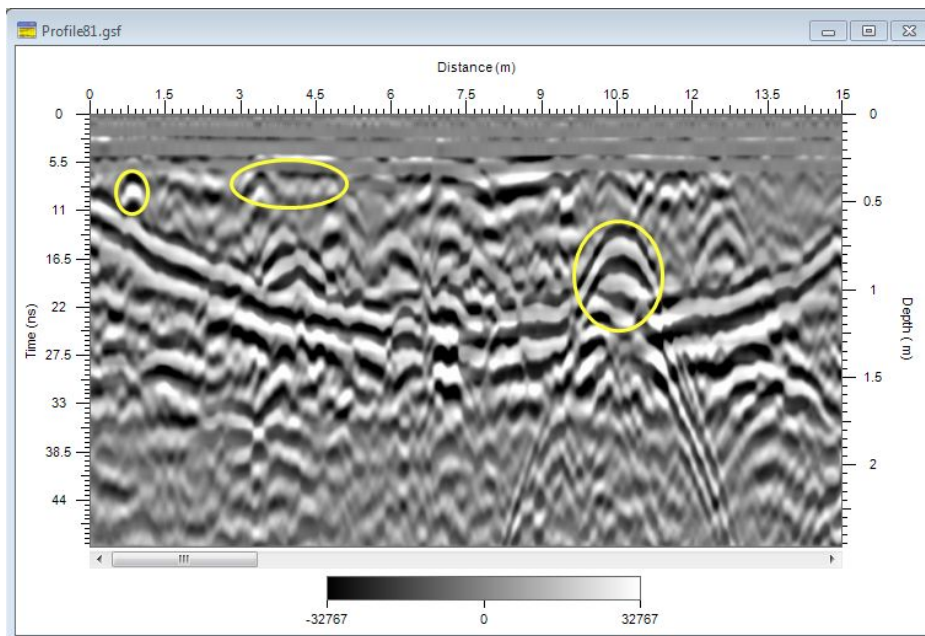 Profile81.gsf
Distance (m)
0 1.5 3 4.5 6 7.5 9 10.5 12 13.5 15
0 0
5.5
11 0.5
16.5
22 1
27.5
33 1.5
38.5
44 2
Time (ns)
Depth (m)
-32767 0 32767